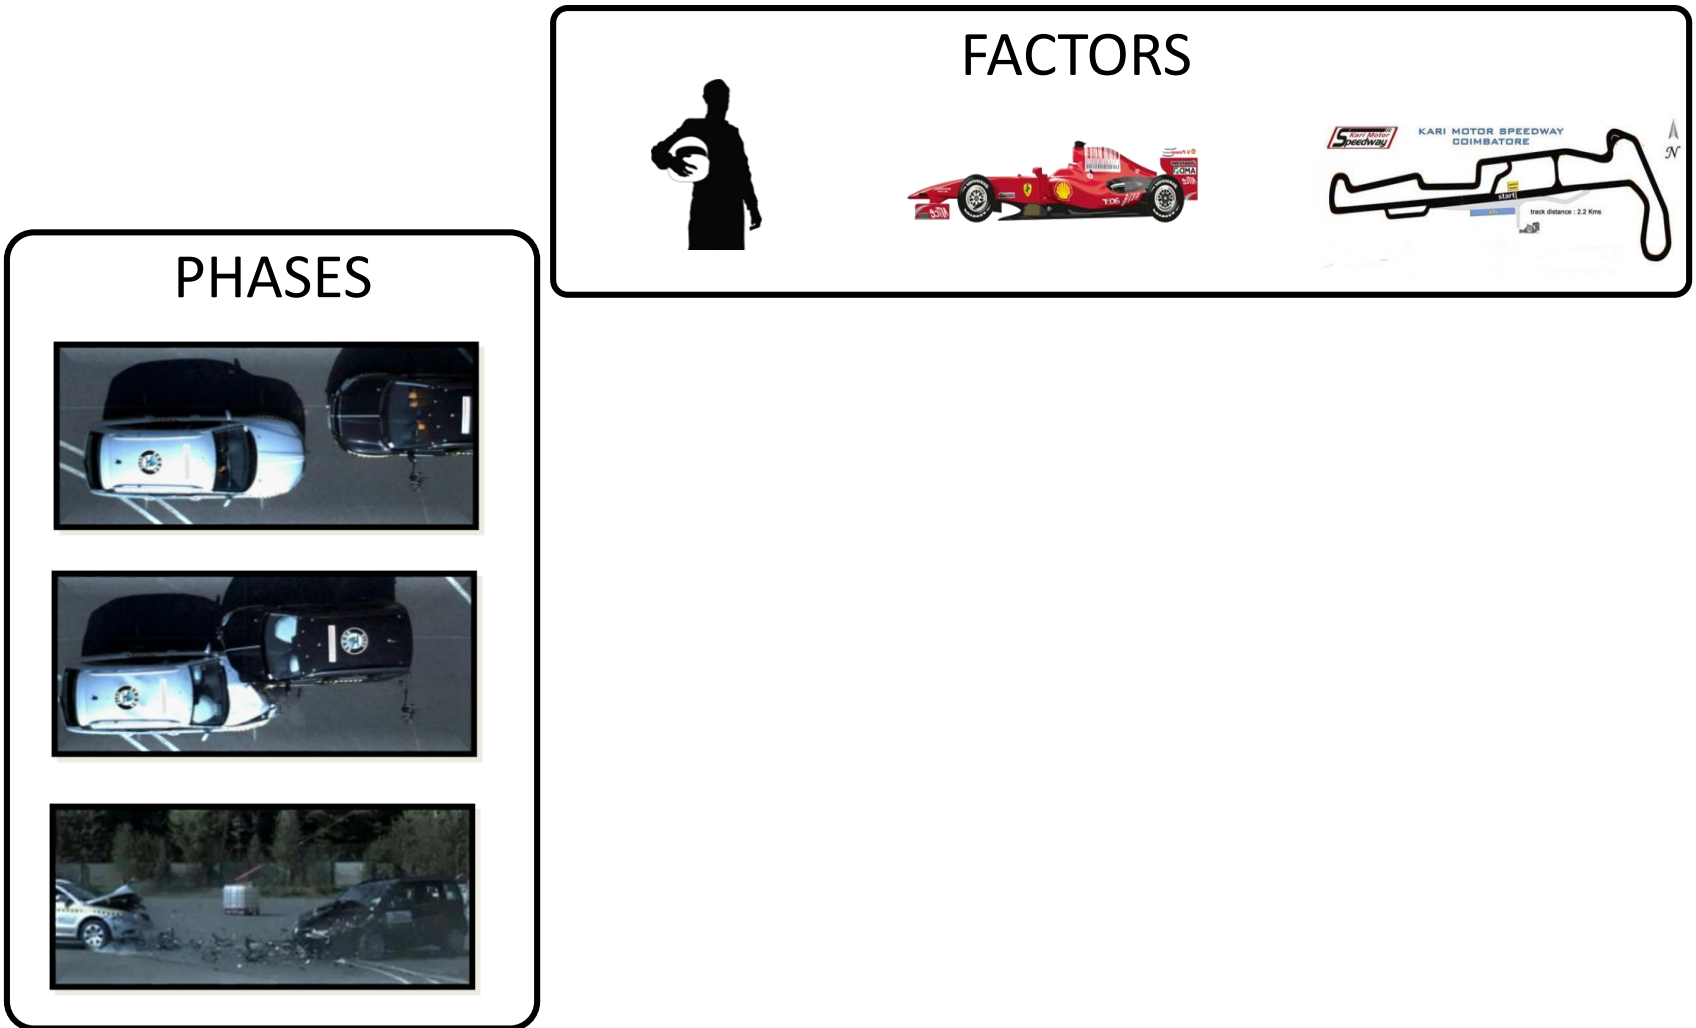 FACTORS
Kari Motor
Speedway
KARI MOTOR SPEEDWAY
COIMBATORE
N
start
track distance : 2.2 Kms
PHASES